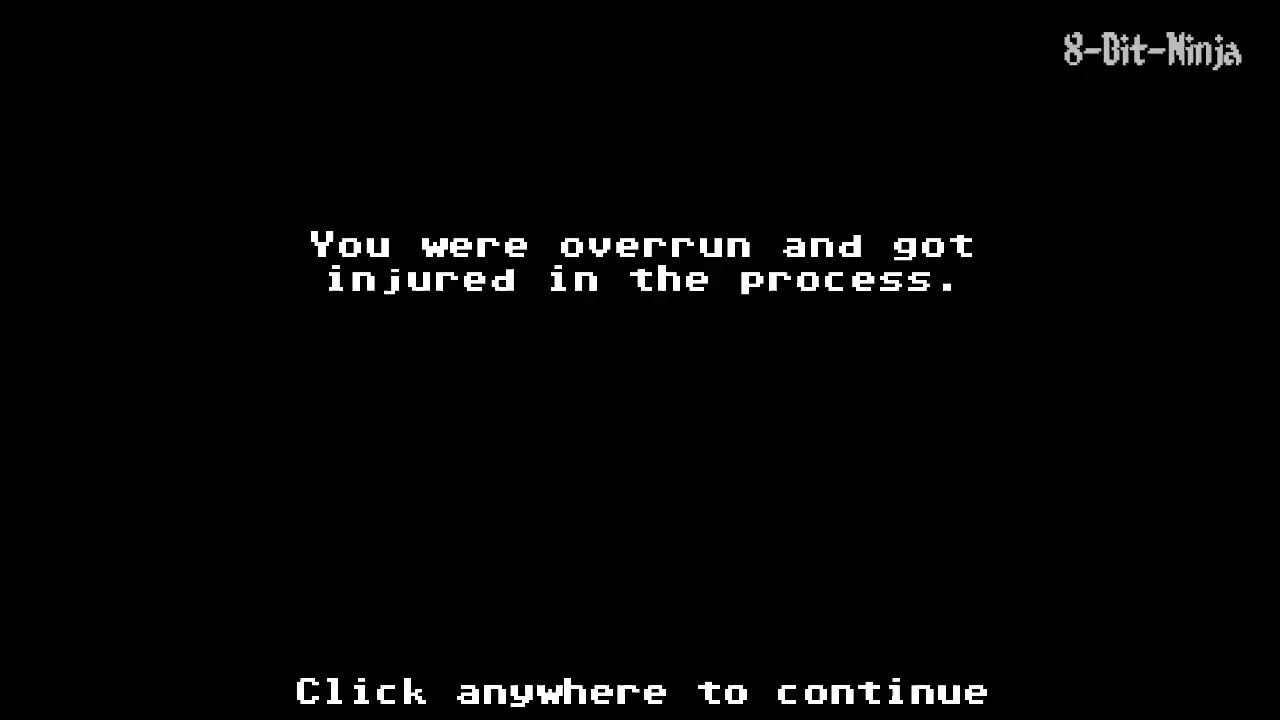 8-Bit-Ninja
You were overrun and got
injured in the process.
Click anywhere to continue